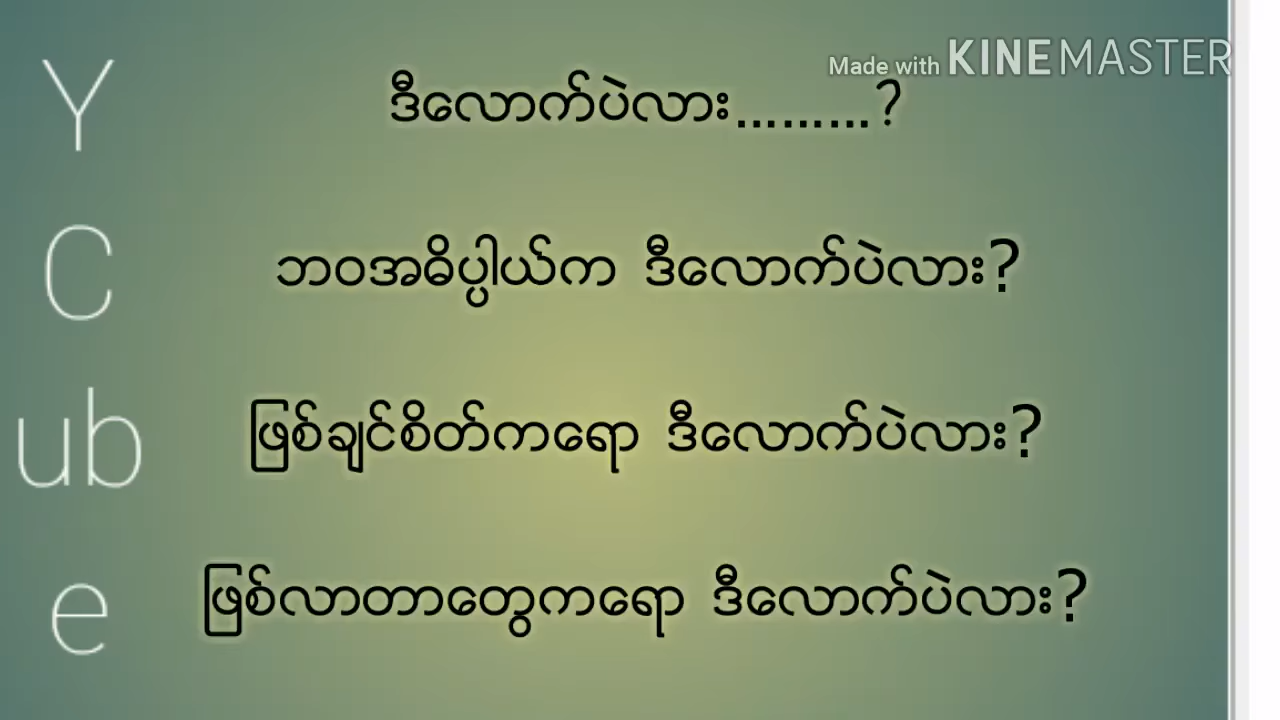 Made with KINEMASTER
ဒီလောက်ပဲလား.........?
ဘဝအဓိပ္ပါယ်က ဒီလောက်ပဲလား?
ဖြစ်ချင်စိတ်ကရော ဒီလောက်ပဲလား?
ဖြစ်လာတာတွေကရော ဒီလောက်ပဲလား?
Y
C
ub
e